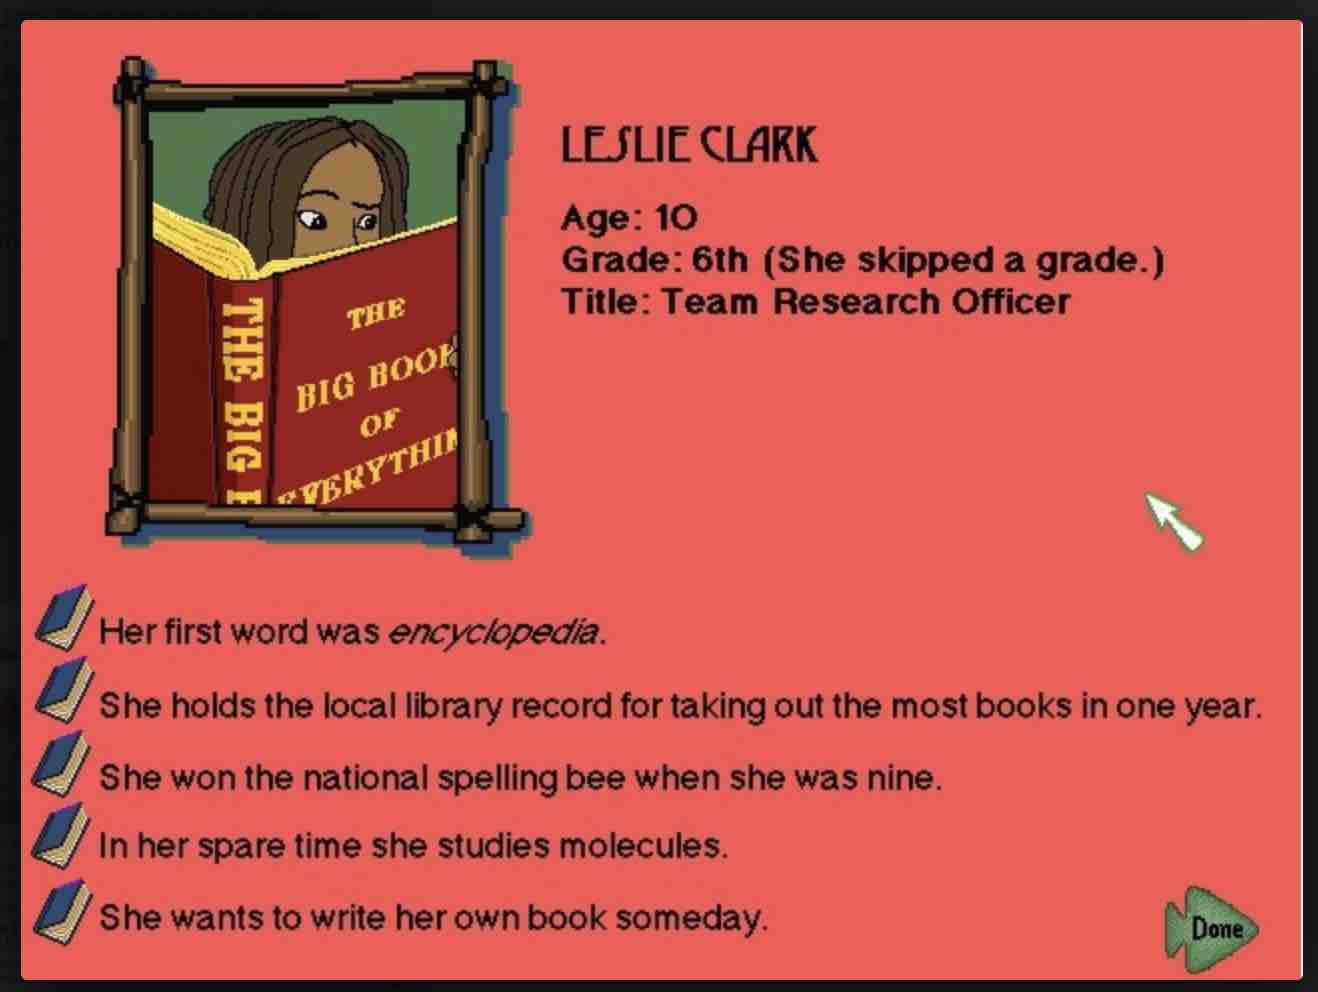 LESLIE CLARK
Age: 10
Grade: 6th (She skipped a grade.)
Title: Team Research Officer
THE BIG
THE
BIG BOOK
OF
EVERYTHIN
Her first word was encyclopedia.
She holds the local library record for taking out the most books in one year.
She won the national spelling bee when she was nine.
In her spare time she studies molecules.
She wants to write her own book someday.
Done